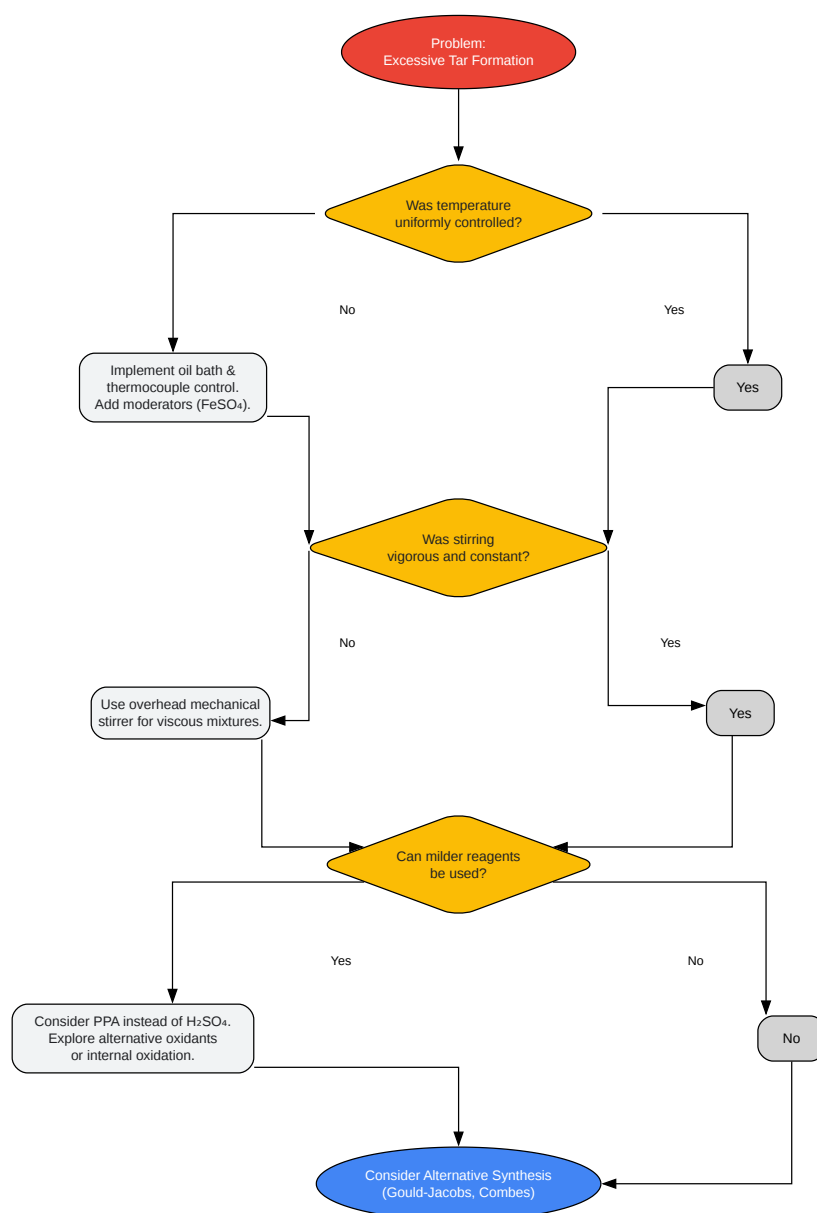 Problem:
Excessive Tar Formation
Was temperature
uniformly controlled?
No
Yes
Implement oil bath &
thermocouple control.
Add moderators (FeSO₄).
Yes
Was stirring
vigorous and constant?
No
Yes
Use overhead mechanical
stirrer for viscous mixtures.
Yes
Can milder reagents
be used?
Yes
No
Consider PPA instead of H₂SO₄.
Explore alternative oxidants
or internal oxidation.
No
Consider Alternative Synthesis
(Gould-Jacobs, Combes)